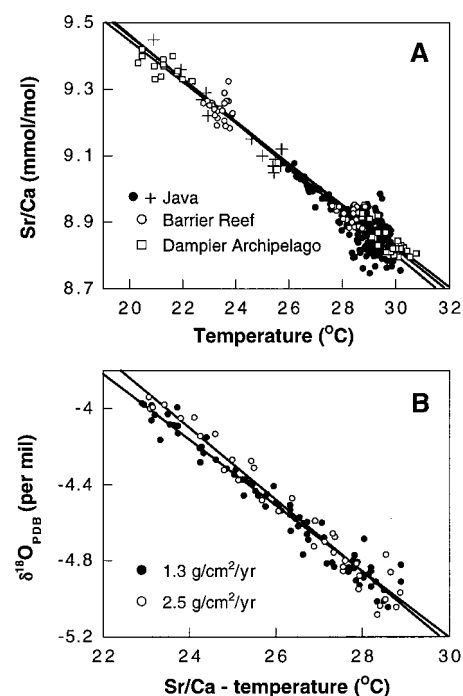 9.5
A
9.3
9.1
8.9
8.7
Sr/Ca (mmol/mol)
● + Java
○ Barrier Reef
□ Dampier Archipelago
20 22 24 26 28 30 32
Temperature (°C)
B
-4
-4.4
-4.8
-5.2
δ¹⁸O_PDB (per mil)
● 1.3 g/cm²/yr
○ 2.5 g/cm²/yr
22 24 26 28 30
Sr/Ca - temperature (°C)